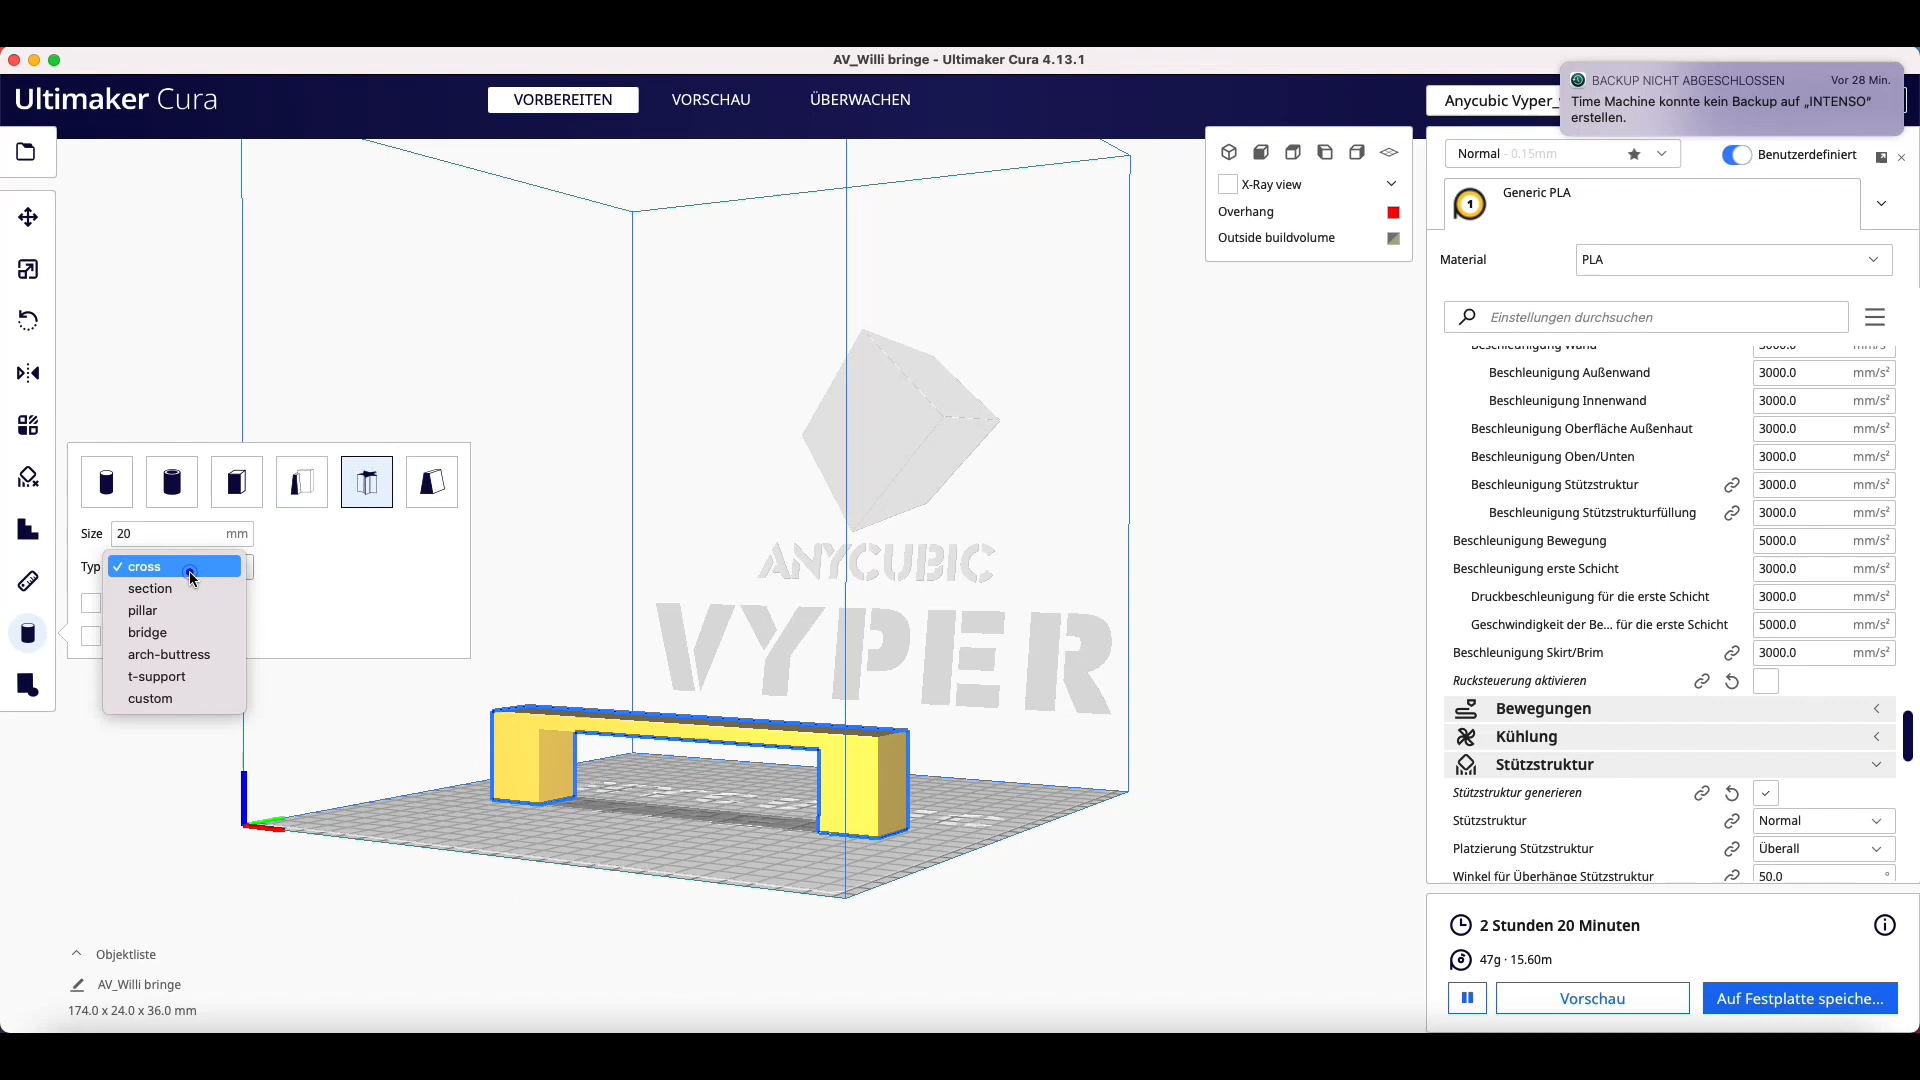 AV_Willi bringe - Ultimaker Cura 4.13.1
Ultimaker Cura
VORBEREITEN
VORSCHAU
ÜBERWACHEN
Anycubic Vyper_
BACKUP NICHT ABGESCHLOSSEN
Vor 28 Min.
Time Machine konnte kein Backup auf „INTENSO“
erstellen.
Normal - 0.15mm
Benutzerdefiniert
X-Ray view
Overhang
Outside buildvolume
1
Generic PLA
Material
PLA
Einstellungen durchsuchen
Beschleunigung Wand 3000.0 mm/s²
Beschleunigung Außenwand 3000.0 mm/s²
Beschleunigung Innenwand 3000.0 mm/s²
Beschleunigung Oberfläche Außenhaut 3000.0 mm/s²
Beschleunigung Oben/Unten 3000.0 mm/s²
Beschleunigung Stützstruktur 3000.0 mm/s²
Beschleunigung Stützstrukturfüllung 3000.0 mm/s²
Beschleunigung Bewegung 5000.0 mm/s²
Beschleunigung erste Schicht 3000.0 mm/s²
Druckbeschleunigung für die erste Schicht 3000.0 mm/s²
Geschwindigkeit der Be... für die erste Schicht 5000.0 mm/s²
Beschleunigung Skirt/Brim 3000.0 mm/s²
Rucksteuerung aktivieren
Bewegungen
Kühlung
Stützstruktur
Stützstruktur generieren
Stützstruktur Normal
Platzierung Stützstruktur Überall
Winkel für Überhänge Stützstruktur 50.0 °
2 Stunden 20 Minuten
47g · 15.60m
Vorschau
Auf Festplatte speiche...
Size 20 mm
Typ
cross
section
pillar
bridge
arch-buttress
t-support
custom
ANYCUBIC
VYPER
Objektliste
AV_Willi bringe
174.0 x 24.0 x 36.0 mm